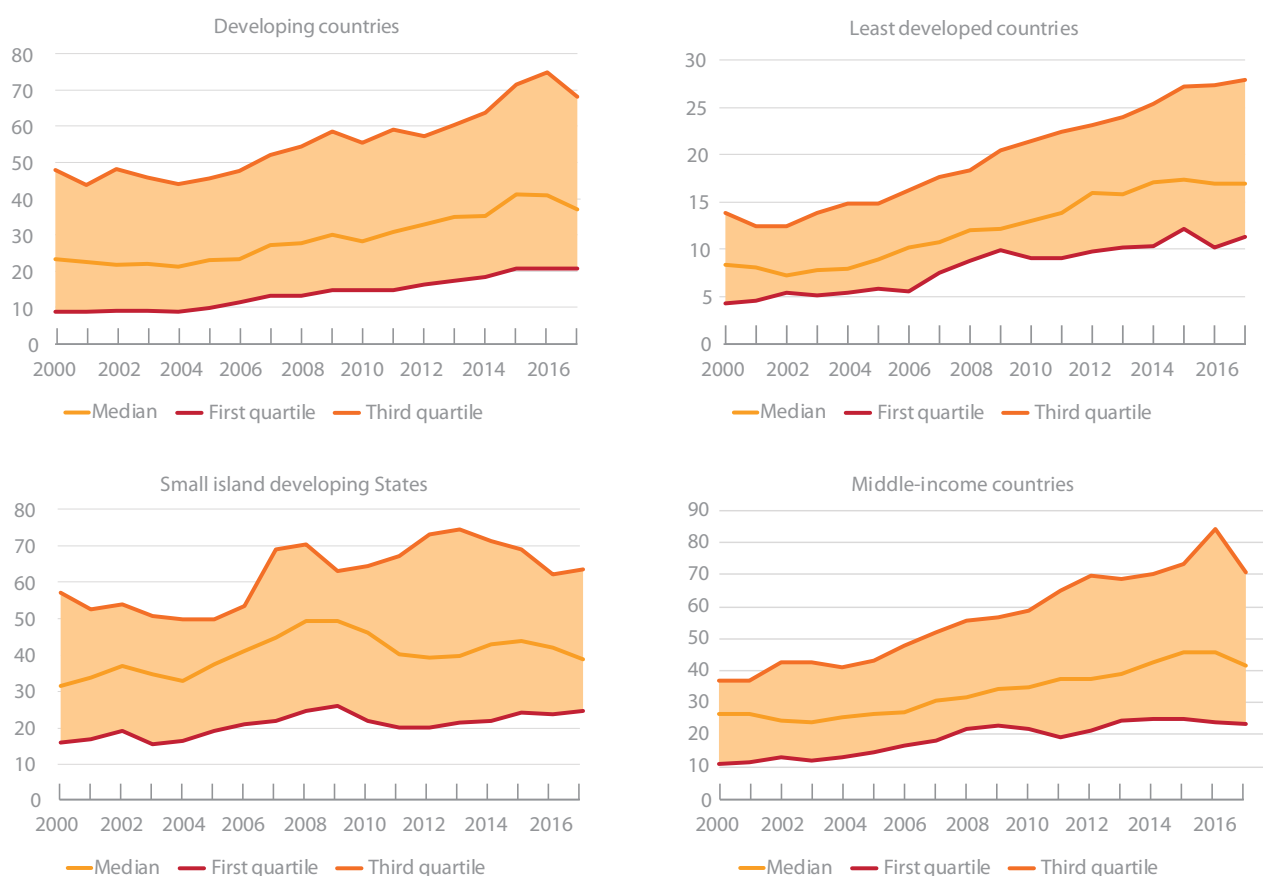 Developing countries
80
70
60
50
40
30
20
10
0
2000 2002 2004 2006 2008 2010 2012 2014 2016
Median First quartile Third quartile
Least developed countries
30
25
20
15
10
5
0
2000 2002 2004 2006 2008 2010 2012 2014 2016
Median First quartile Third quartile
Small island developing States
80
70
60
50
40
30
20
10
0
2000 2002 2004 2006 2008 2010 2012 2014 2016
Median First quartile Third quartile
Middle-income countries
90
80
70
60
50
40
30
20
10
0
2000 2002 2004 2006 2008 2010 2012 2014 2016
Median First quartile Third quartile